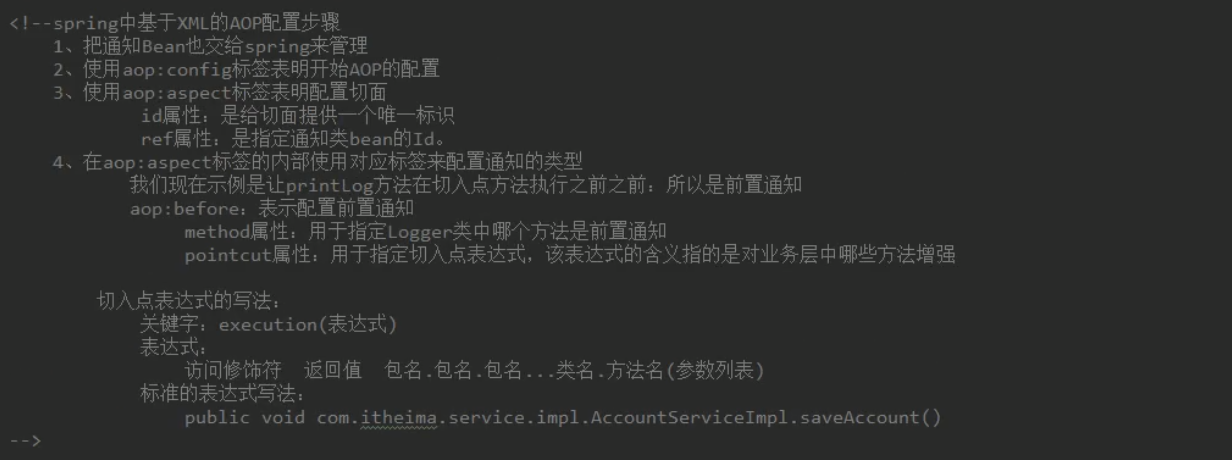 <!--spring中基于XML的AOP配置步骤
1、把通知Bean也交给spring来管理
2、使用aop:config标签表明开始AOP的配置
3、使用aop:aspect标签表明配置切面
id属性：是给切面提供一个唯一标识
ref属性：是指定通知类bean的Id。
4、在aop:aspect标签的内部使用对应标签来配置通知的类型
我们现在示例是让printLog方法在切入点方法执行之前之前：所以是前置通知
aop:before：表示配置前置通知
method属性：用于指定Logger类中哪个方法是前置通知
pointcut属性：用于指定切入点表达式，该表达式的含义指的是对业务层中哪些方法增强
切入点表达式的写法：
关键字：execution(表达式)
表达式：
访问修饰符 返回值 包名.包名.包名...类名.方法名(参数列表)
标准的表达式写法：
public void com.itheima.service.impl.AccountServiceImpl.saveAccount()
-->